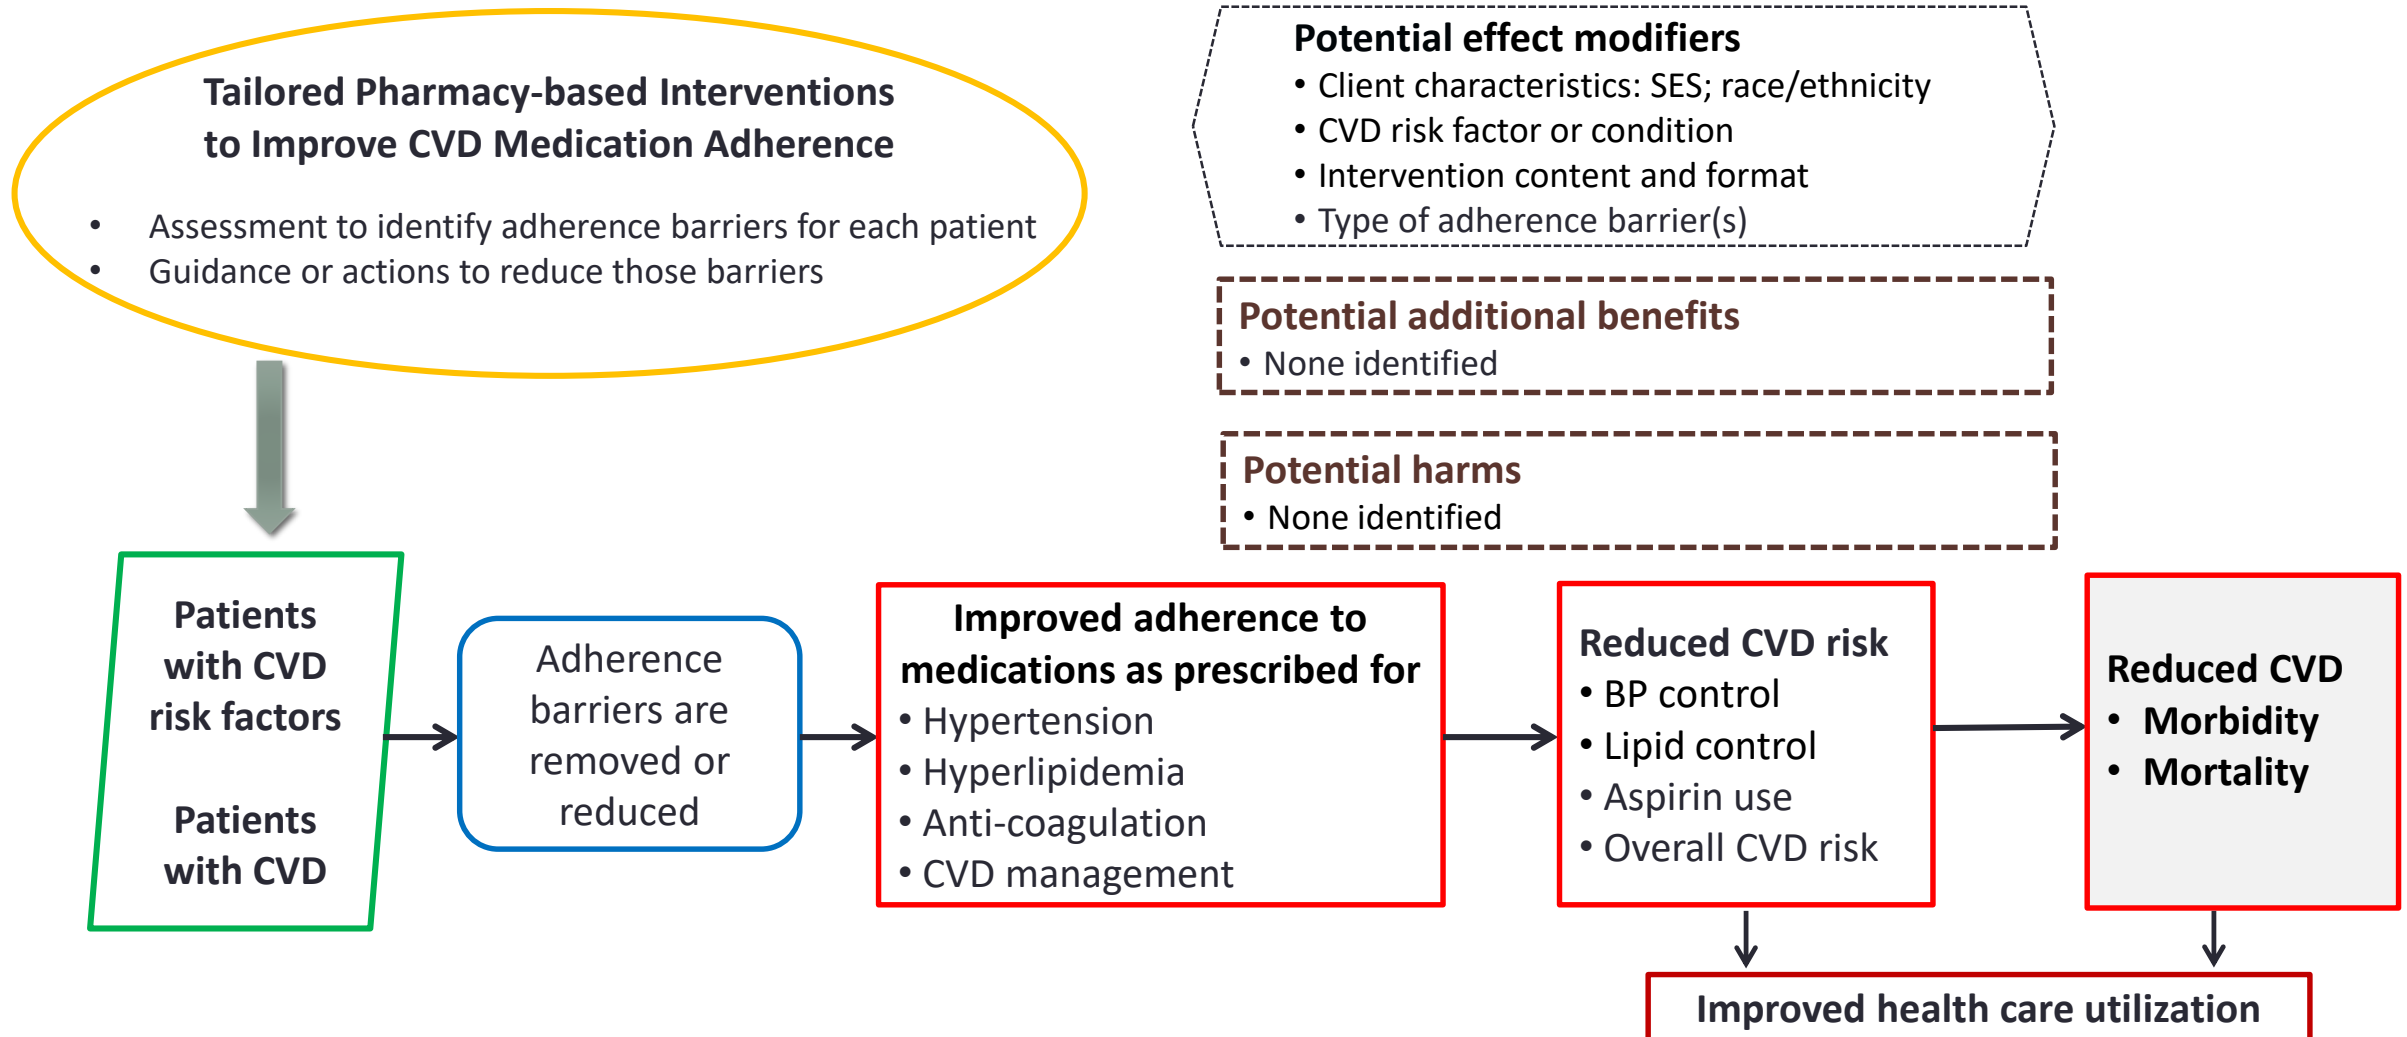 Tailored Pharmacy-based Interventions
to Improve CVD Medication Adherence
• Assessment to identify adherence barriers for each patient
• Guidance or actions to reduce those barriers
Potential effect modifiers
• Client characteristics: SES; race/ethnicity
• CVD risk factor or condition
• Intervention content and format
• Type of adherence barrier(s)
Potential additional benefits
• None identified
Potential harms
• None identified
Patients
with CVD
risk factors
Patients
with CVD
Adherence
barriers are
removed or
reduced
Improved adherence to
medications as prescribed for
• Hypertension
• Hyperlipidemia
• Anti-coagulation
• CVD management
Reduced CVD risk
• BP control
• Lipid control
• Aspirin use
• Overall CVD risk
Reduced CVD
• Morbidity
• Mortality
Improved health care utilization